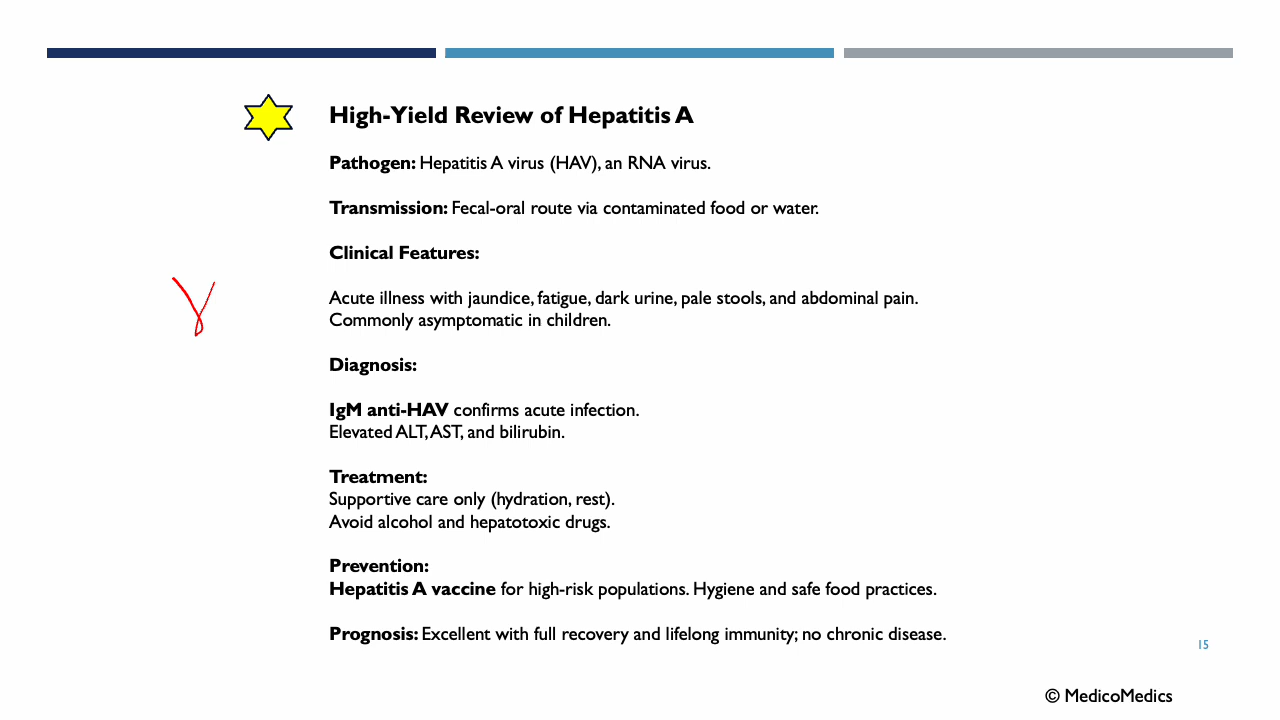 High-Yield Review of Hepatitis A
Pathogen: Hepatitis A virus (HAV), an RNA virus.
Transmission: Fecal-oral route via contaminated food or water.
Clinical Features:
Acute illness with jaundice, fatigue, dark urine, pale stools, and abdominal pain.
Commonly asymptomatic in children.
Diagnosis:
IgM anti-HAV confirms acute infection.
Elevated ALT, AST, and bilirubin.
Treatment:
Supportive care only (hydration, rest).
Avoid alcohol and hepatotoxic drugs.
Prevention:
Hepatitis A vaccine for high-risk populations. Hygiene and safe food practices.
Prognosis: Excellent with full recovery and lifelong immunity; no chronic disease.
15
© MedicoMedics